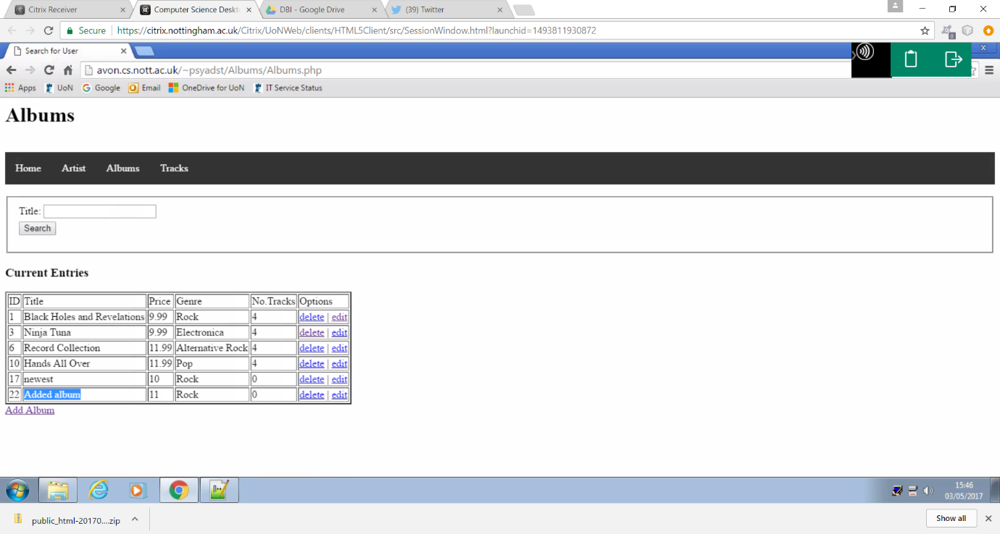 Citrix Receiver
Computer Science Deskt
DBI - Google Drive
(39) Twitter
Secure
https://citrix.nottingham.ac.uk/Citrix/UoNWeb/clients/HTML5Client/src/SessionWindow.html?launchid=1493811930872
0
Search for User
avon.cs.nott.ac.uk/~psyadst/Albums/Albums.php
Apps UoN Google Email OneDrive for UoN IT Service Status
Albums
Home Artist Albums Tracks
Title:
Search
Current Entries
ID Title Price Genre No.Tracks Options
1 Black Holes and Revelations 9.99 Rock 4 delete | edit
3 Ninja Tuna 9.99 Electronica 4 delete | edit
6 Record Collection 11.99 Alternative Rock 4 delete | edit
10 Hands All Over 11.99 Pop 4 delete | edit
17 newest 10 Rock 0 delete | edit
22 Added album 11 Rock 0 delete | edit
Add Album
15:46
03/05/2017
public_html-20170....zip
Show all